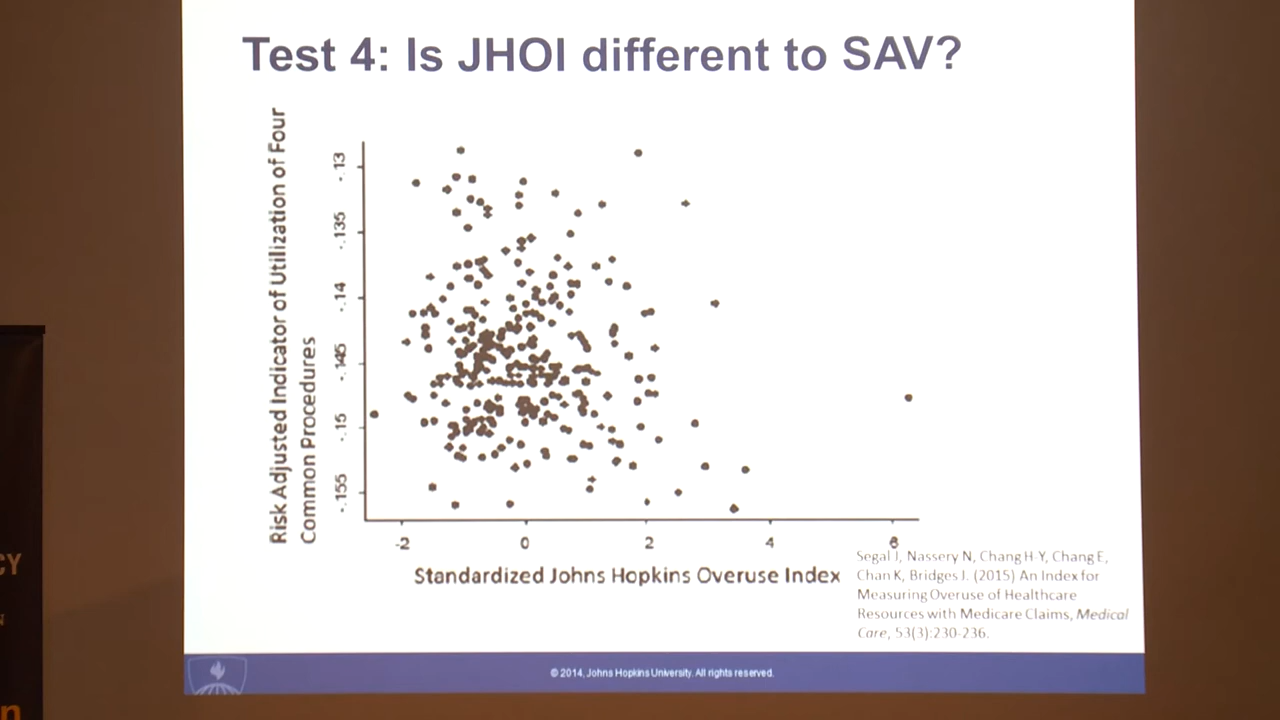 Test 4: Is JHOI different to SAV?
Risk Adjusted Indicator of Utilization of Four
Common Procedures
-.13
-.135
-.14
-.145
-.15
-.155
-2
0
2
4
6
Standardized Johns Hopkins Overuse Index
Segal J, Nassery N, Chang H-Y, Chang E,
Chan K, Bridges J. (2015) An Index for
Measuring Overuse of Healthcare
Resources with Medicare Claims, Medical
Care, 53(3):230-236.
© 2014, Johns Hopkins University. All rights reserved.
CY
N
n